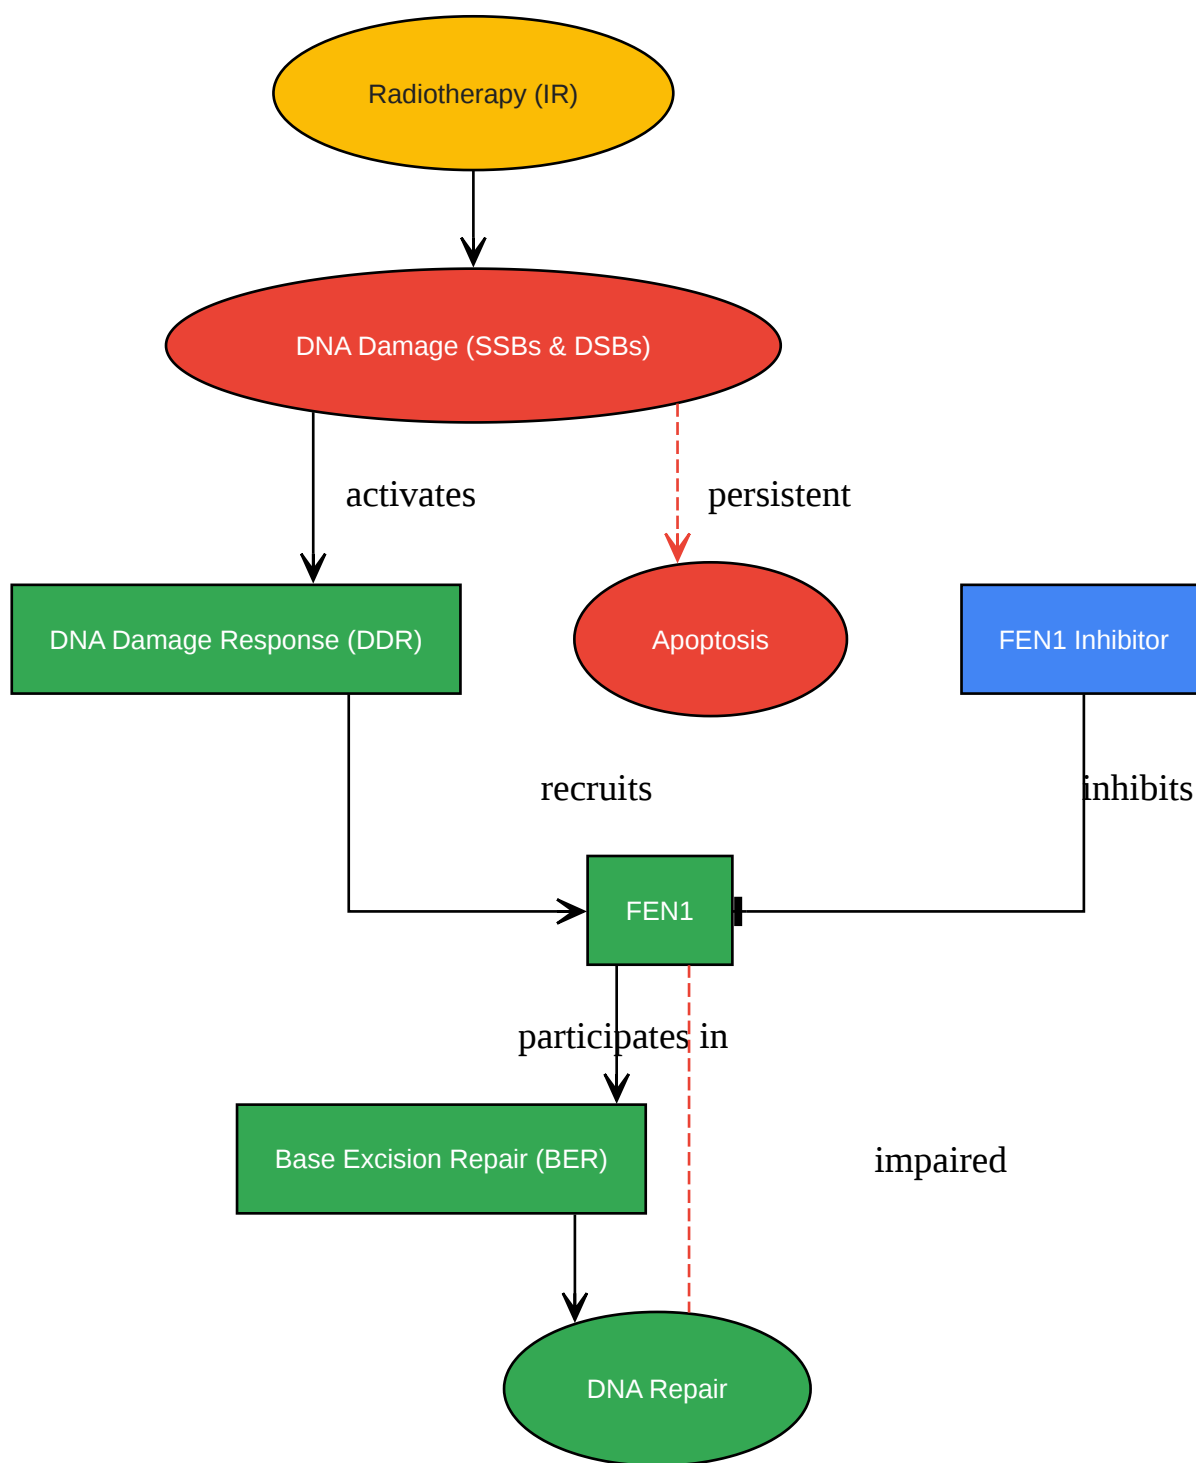 Radiotherapy (IR)
DNA Damage (SSBs & DSBs)
activates
persistent
DNA Damage Response (DDR)
Apoptosis
FEN1 Inhibitor
recruits
inhibits
FEN1
participates in
Base Excision Repair (BER)
impaired
DNA Repair